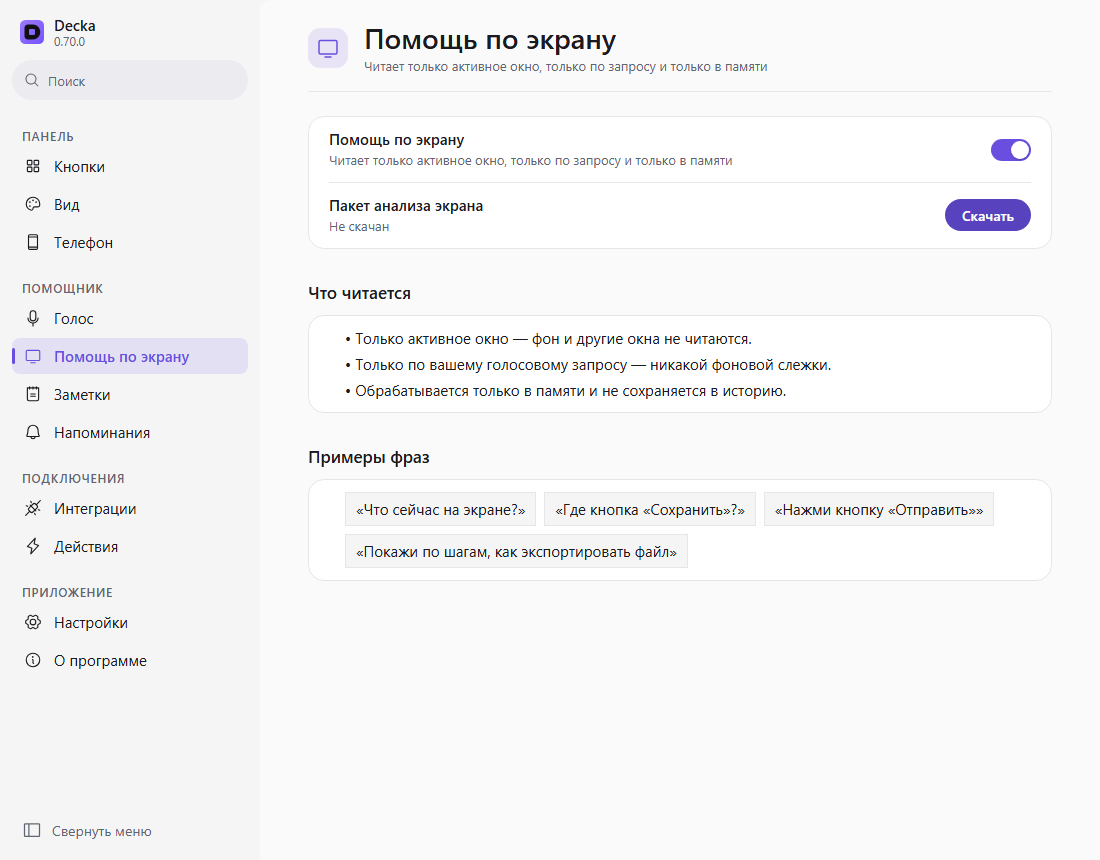 Decka
0.70.0
Поиск
ПАНЕЛЬ
Кнопки
Вид
Телефон
ПОМОЩНИК
Голос
Помощь по экрану
Заметки
Напоминания
ПОДКЛЮЧЕНИЯ
Интеграции
Действия
ПРИЛОЖЕНИЕ
Настройки
О программе
Свернуть меню
Помощь по экрану
Читает только активное окно, только по запросу и только в памяти
Помощь по экрану
Читает только активное окно, только по запросу и только в памяти
Пакет анализа экрана
Не скачан
Скачать
Что читается
• Только активное окно — фон и другие окна не читаются.
• Только по вашему голосовому запросу — никакой фоновой слежки.
• Обрабатывается только в памяти и не сохраняется в историю.
Примеры фраз
«Что сейчас на экране?» «Где кнопка «Сохранить»?» «Нажми кнопку «Отправить»»
«Покажи по шагам, как экспортировать файл»